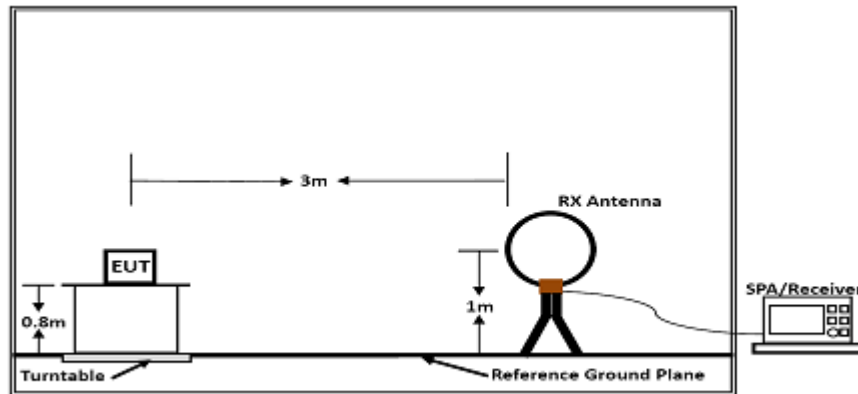 3m
RX Antenna
EUT
SPA/Receiver
0.8m
1m
Turntable
Reference Ground Plane